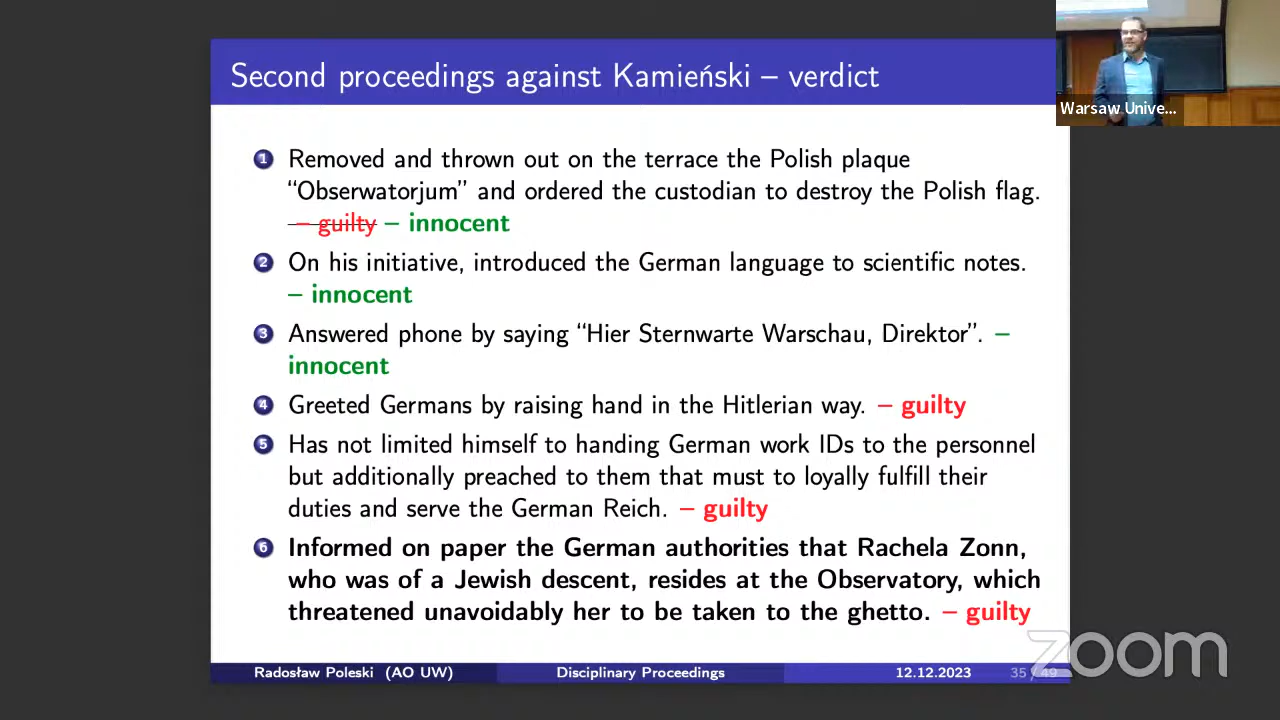 Second proceedings against Kamieński – verdict
Warsaw Unive...
1 Removed and thrown out on the terrace the Polish plaque
“Obserwatorjum” and ordered the custodian to destroy the Polish flag.
– guilty – innocent
2 On his initiative, introduced the German language to scientific notes.
– innocent
3 Answered phone by saying “Hier Sternwarte Warschau, Direktor”. –
innocent
4 Greeted Germans by raising hand in the Hitlerian way. – guilty
5 Has not limited himself to handing German work IDs to the personnel
but additionally preached to them that must to loyally fulfill their
duties and serve the German Reich. – guilty
6 Informed on paper the German authorities that Rachela Zonn,
who was of a Jewish descent, resides at the Observatory, which
threatened unavoidably her to be taken to the ghetto. – guilty
Radosław Poleski (AO UW) Disciplinary Proceedings 12.12.2023 35 / 49
zoom